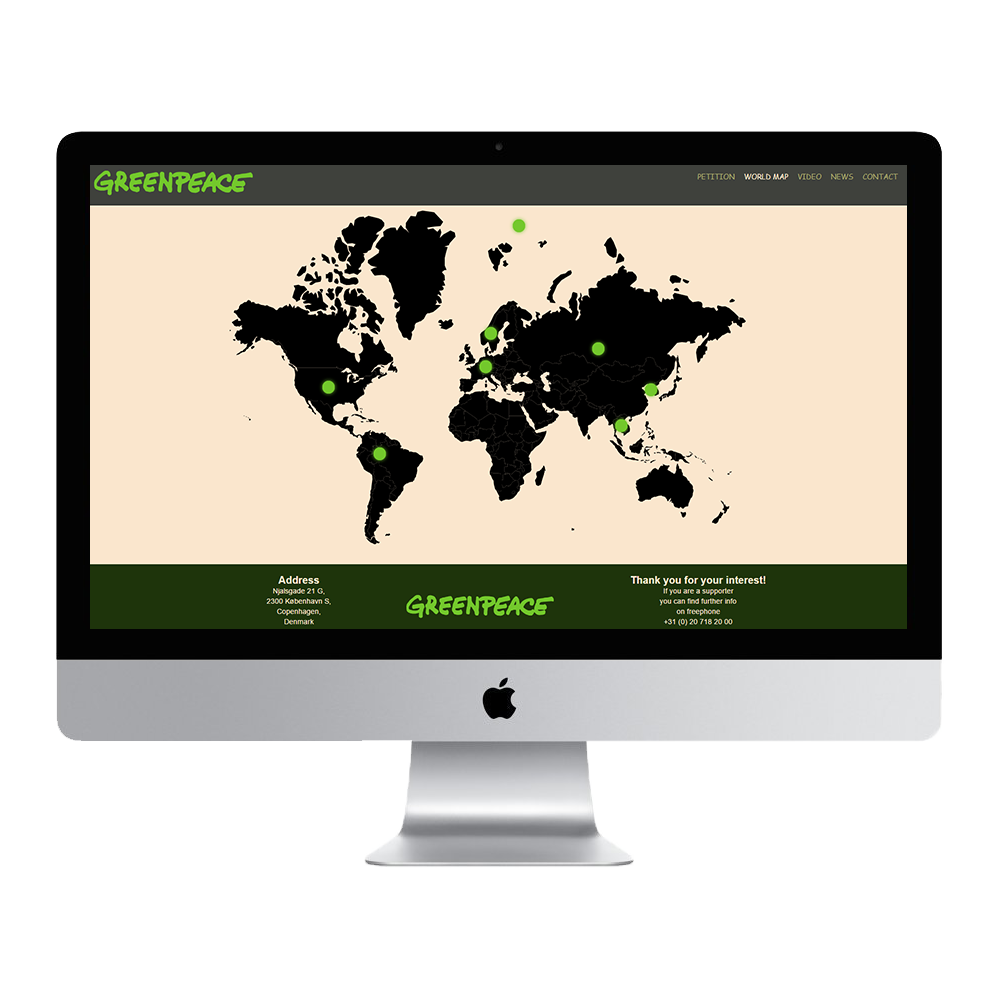 GREENPEACE
PETITION WORLD MAP VIDEO NEWS CONTACT
Address
Njalsgade 21 G,
2300 København S,
Copenhagen,
Denmark
GREENPEACE
Thank you for your interest!
If you are a supporter
you can find further info
on freephone
+31 (0) 20 718 20 00